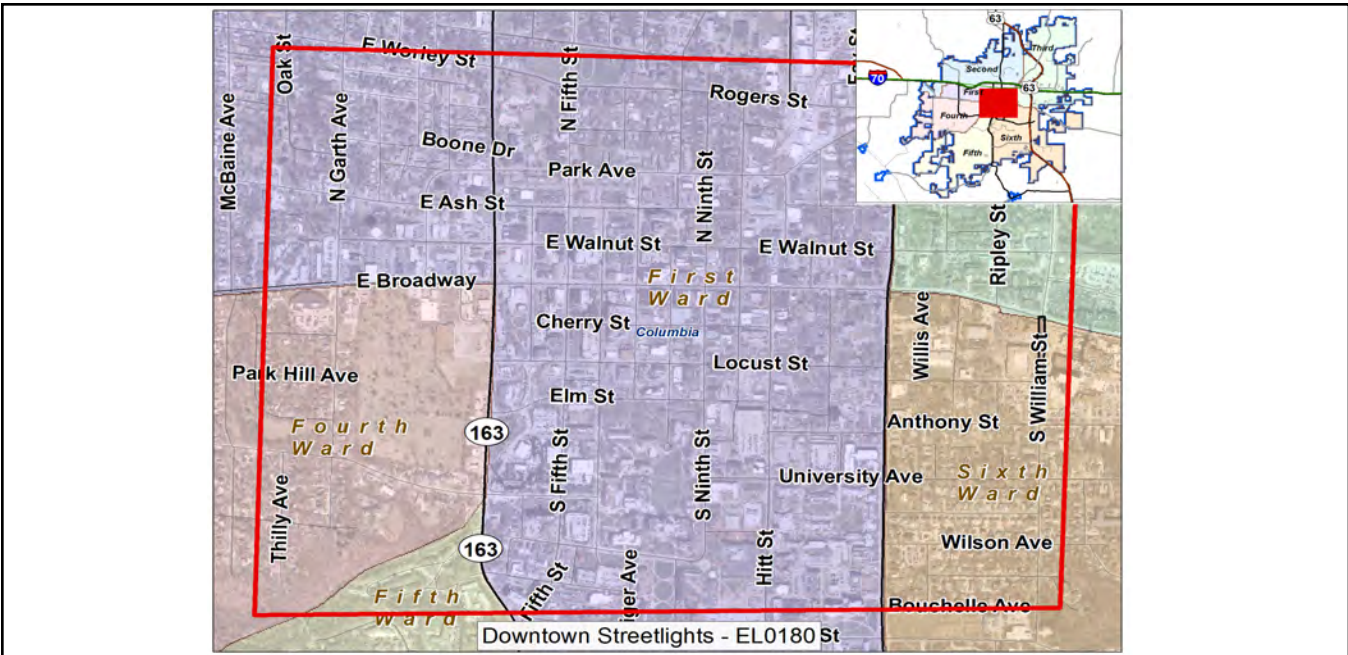 E Worley St
Oak St
N Fifth St
Rogers St
McBaine Ave
N Garth Ave
Boone Dr
Park Ave
N Ninth St
E Ash St
E Walnut St
E Walnut St
Ripley St
First
Ward
E Broadway
Cherry St
Columbia
Willis Ave
Locust St
S William St
Park Hill Ave
Elm St
Fourth
Ward
163
Anthony St
S Fifth St
S Ninth St
University Ave
Sixth
Ward
Thilly Ave
163
Hitt St
Wilson Ave
Fifth St
iger Ave
Fifth
Ward
Bouchelle Ave
Downtown Streetlights - EL0180
St
63
Third
Second
70
63
First
Fourth
Sixth
Fifth